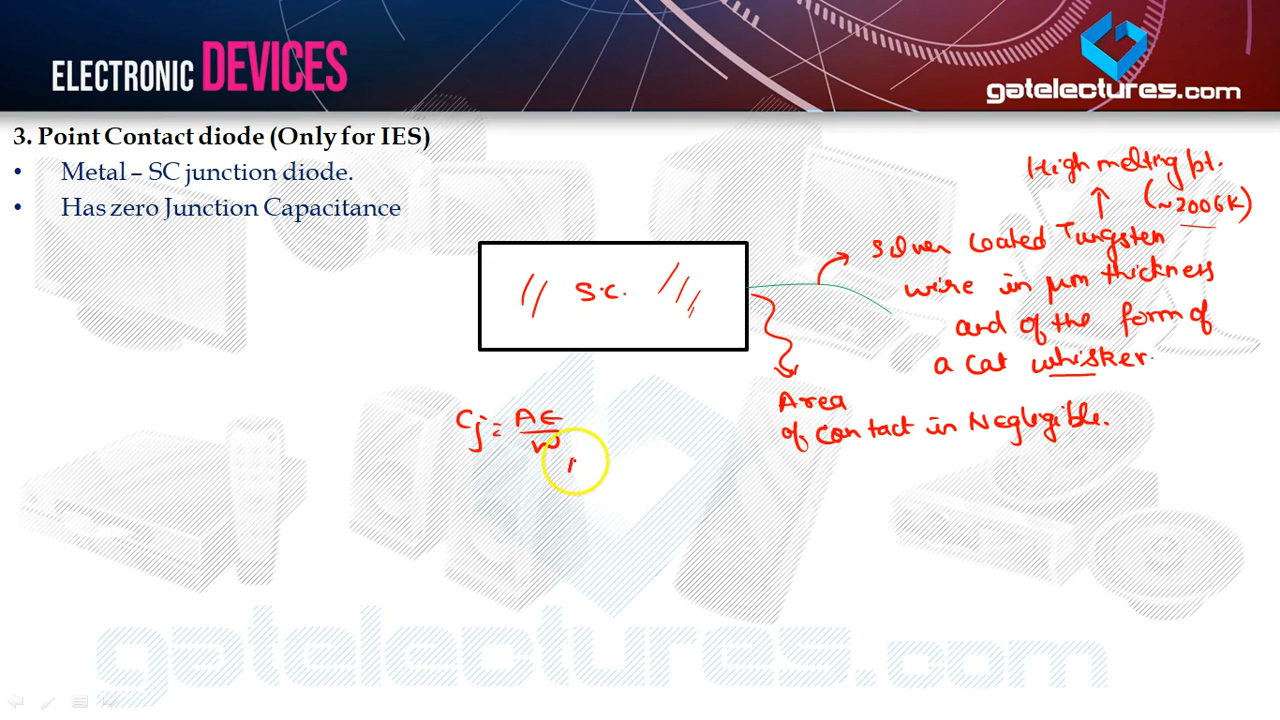 ELECTRONIC DEVICES
gatelectures.com
3. Point Contact diode (Only for IES)
• Metal – SC junction diode.
• Has zero Junction Capacitance
High melting pt.
(~2006K)
Silver Coated Tungsten
wire in μm thickness
and of the form of
a Cat whisker.
S.C.
Area
of Contact in Neglegible.
Cj = A∈
W
gatelectures.com